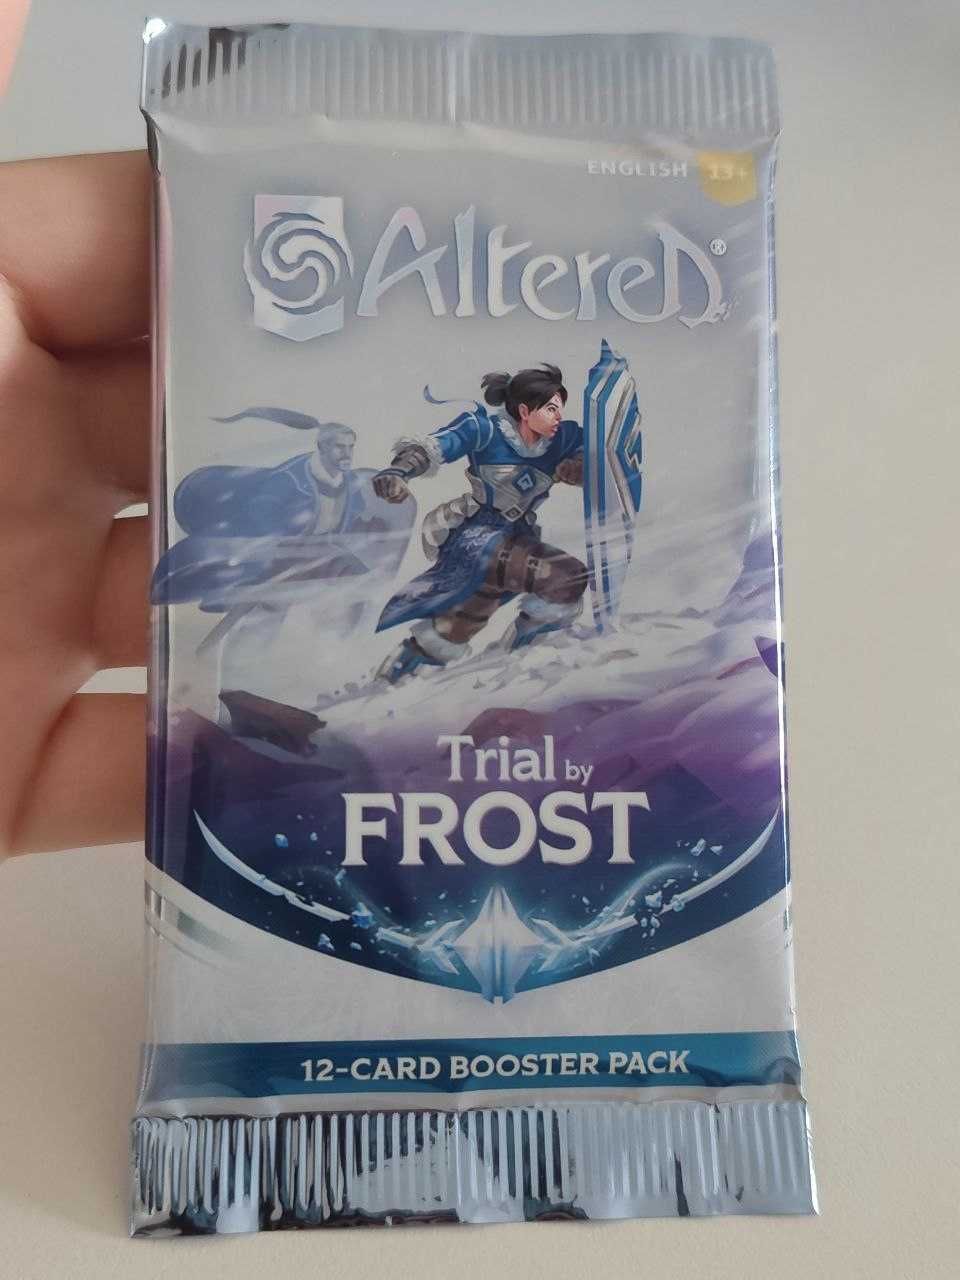 ENGLISH 13+
Altered®
Trial by
FROST
12-CARD BOOSTER PACK